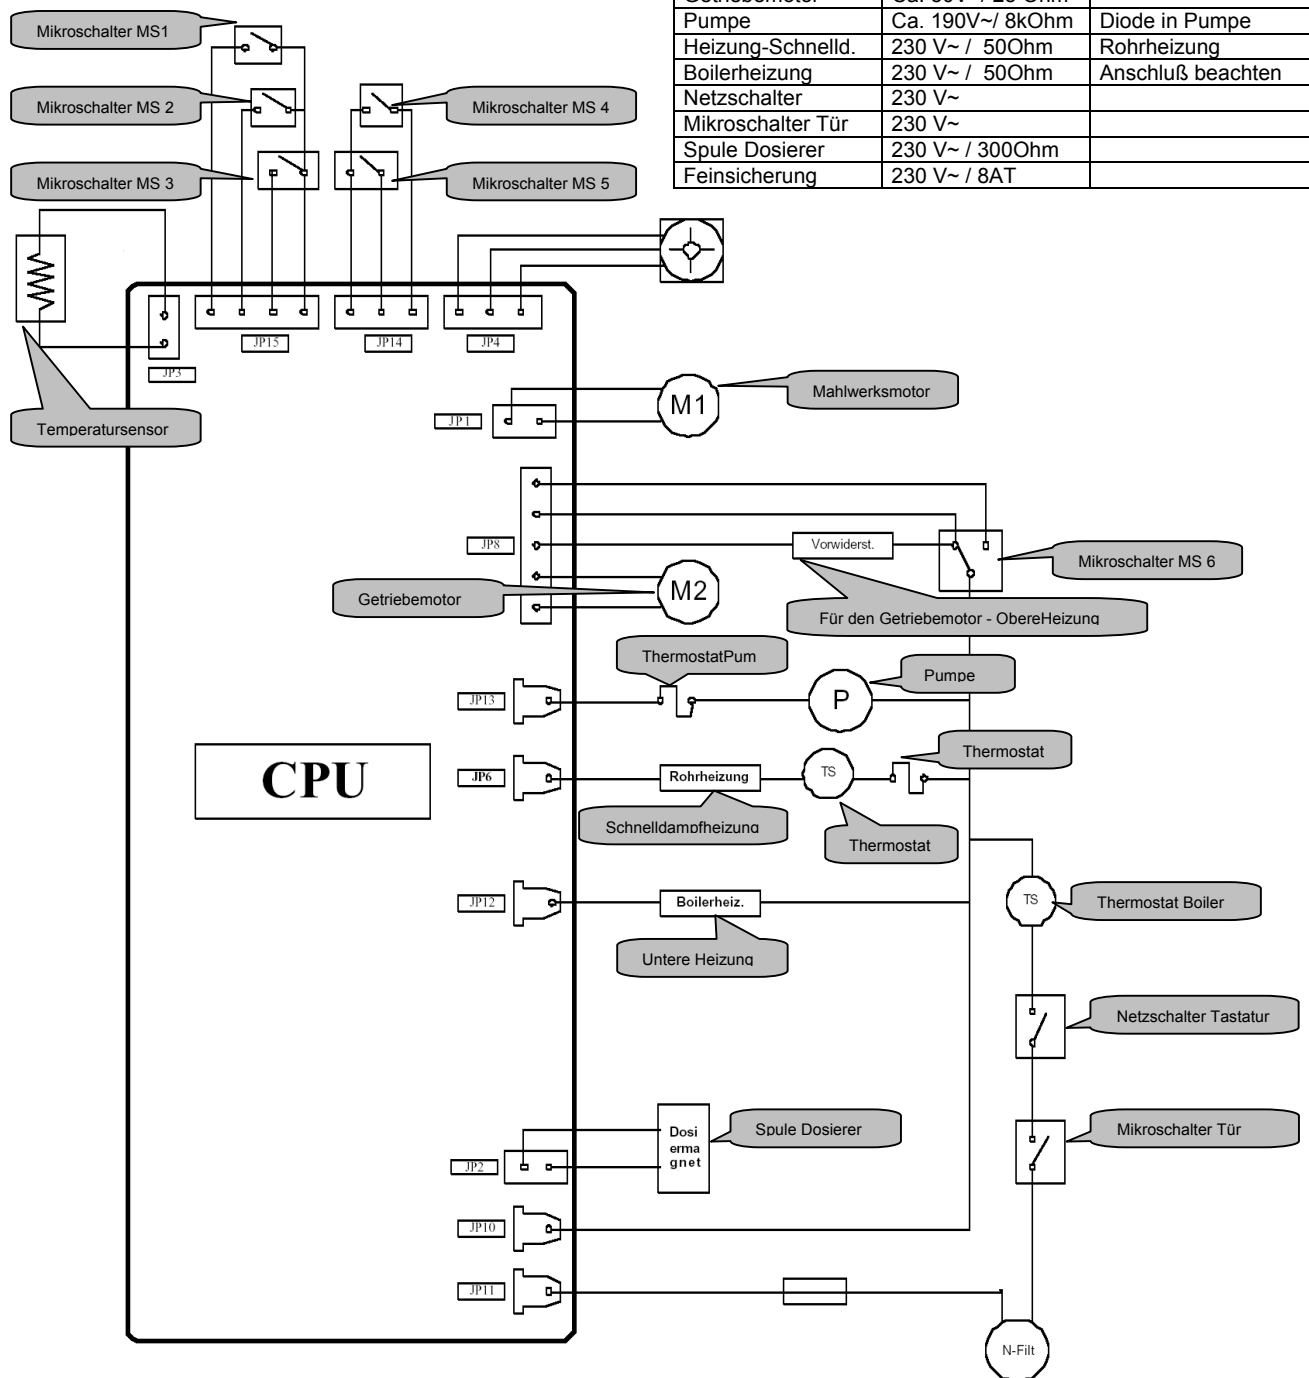 Pumpe Ca. 190V~/ 8kOhm Diode in Pumpe
Heizung-Schnelld. 230 V~ / 50Ohm Rohrheizung
Boilerheizung 230 V~ / 50Ohm Anschluß beachten
Netzschalter 230 V~
Mikroschalter Tür 230 V~
Spule Dosierer 230 V~ / 300Ohm
Feinsicherung 230 V~ / 8AT
Mikroschalter MS1
Mikroschalter MS 2
Mikroschalter MS 4
Mikroschalter MS 3
Mikroschalter MS 5
JP15
JP14
JP4
JP3
Temperatursensor
JP1
M1
Mahlwerksmotor
JP8
Vorwiderst.
Mikroschalter MS 6
Getriebemotor
M2
Für den Getriebemotor - ObereHeizung
ThermostatPum
JP13
P
Pumpe
CPU
JP6
Rohrheizung
TS
Thermostat
Schnelldampfheizung
Thermostat
JP12
Boilerheiz.
TS
Thermostat Boiler
Untere Heizung
Netzschalter Tastatur
Dosi
erma
gnet
Spule Dosierer
Mikroschalter Tür
JP2
JP10
JP11
N-Filt